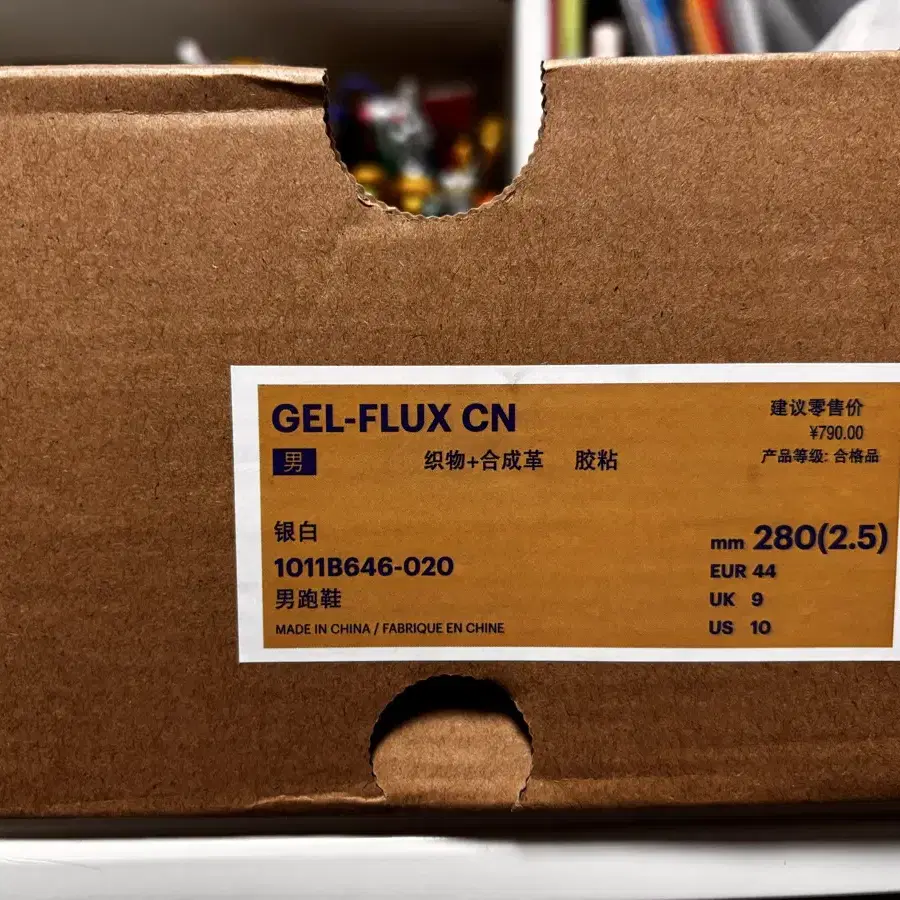 GEL-FLUX CN
建议零售价
¥790.00
男
织物+合成革 胶粘
产品等级: 合格品
银白
1011B646-020
男跑鞋
MADE IN CHINA / FABRIQUE EN CHINE
mm 280(2.5)
EUR 44
UK 9
US 10